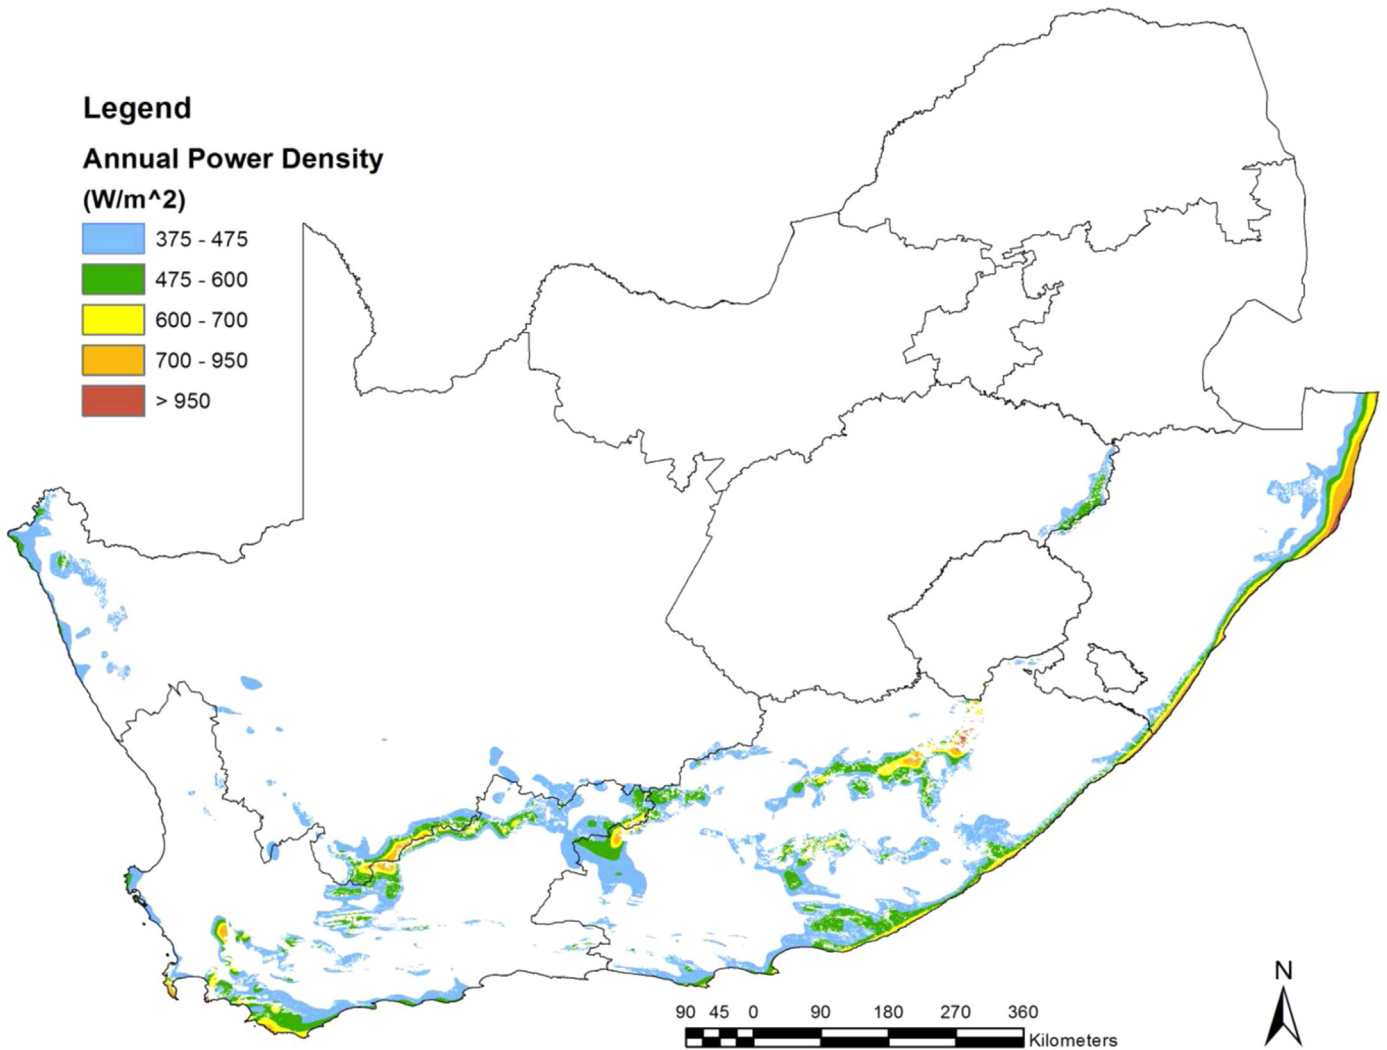 Legend
Annual Power Density
(W/m^2)
375 - 475
475 - 600
600 - 700
700 - 950
> 950
N
90 45 0 90 180 270 360
Kilometers